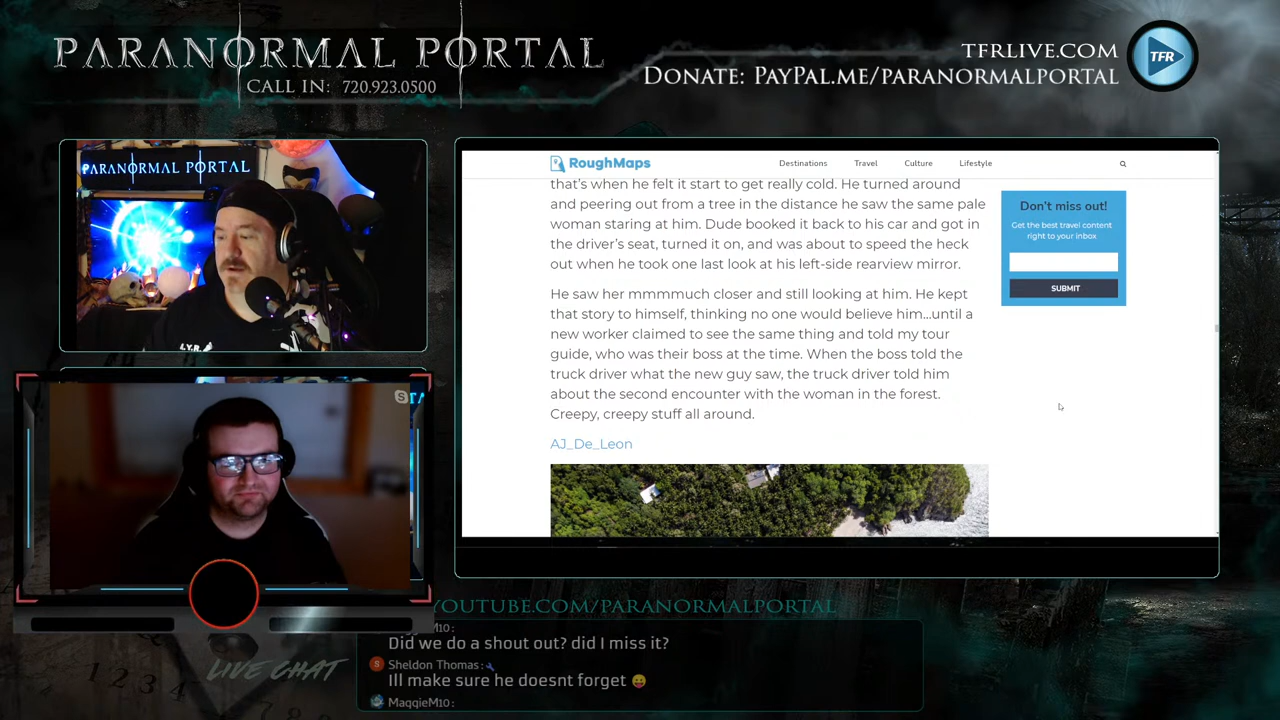 PARANORMAL PORTAL
CALL IN: 720.923.0500
TFRLIVE.COM
DONATE: PAYPAL.ME/PARANORMALPORTAL
TFR
PARANORMAL PORTAL
L.Y.R.
RoughMaps
Destinations
Travel
Culture
Lifestyle
that's when he felt it start to get really cold. He turned around
and peering out from a tree in the distance he saw the same pale
woman staring at him. Dude booked it back to his car and got in
the driver's seat, turned it on, and was about to speed the heck
out when he took one last look at his left-side rearview mirror.
He saw her mmmmuch closer and still looking at him. He kept
that story to himself, thinking no one would believe him...until a
new worker claimed to see the same thing and told my tour
guide, who was their boss at the time. When the boss told the
truck driver what the new guy saw, the truck driver told him
about the second encounter with the woman in the forest.
Creepy, creepy stuff all around.
AJ_De_Leon
Don't miss out!
Get the best travel content
right to your inbox
SUBMIT
YOUTUBE.COM/PARANORMALPORTAL
LIVE CHAT
Did we do a shout out? did I miss it?
S
Sheldon Thomas:
Ill make sure he doesnt forget 😛
MaggieM10: